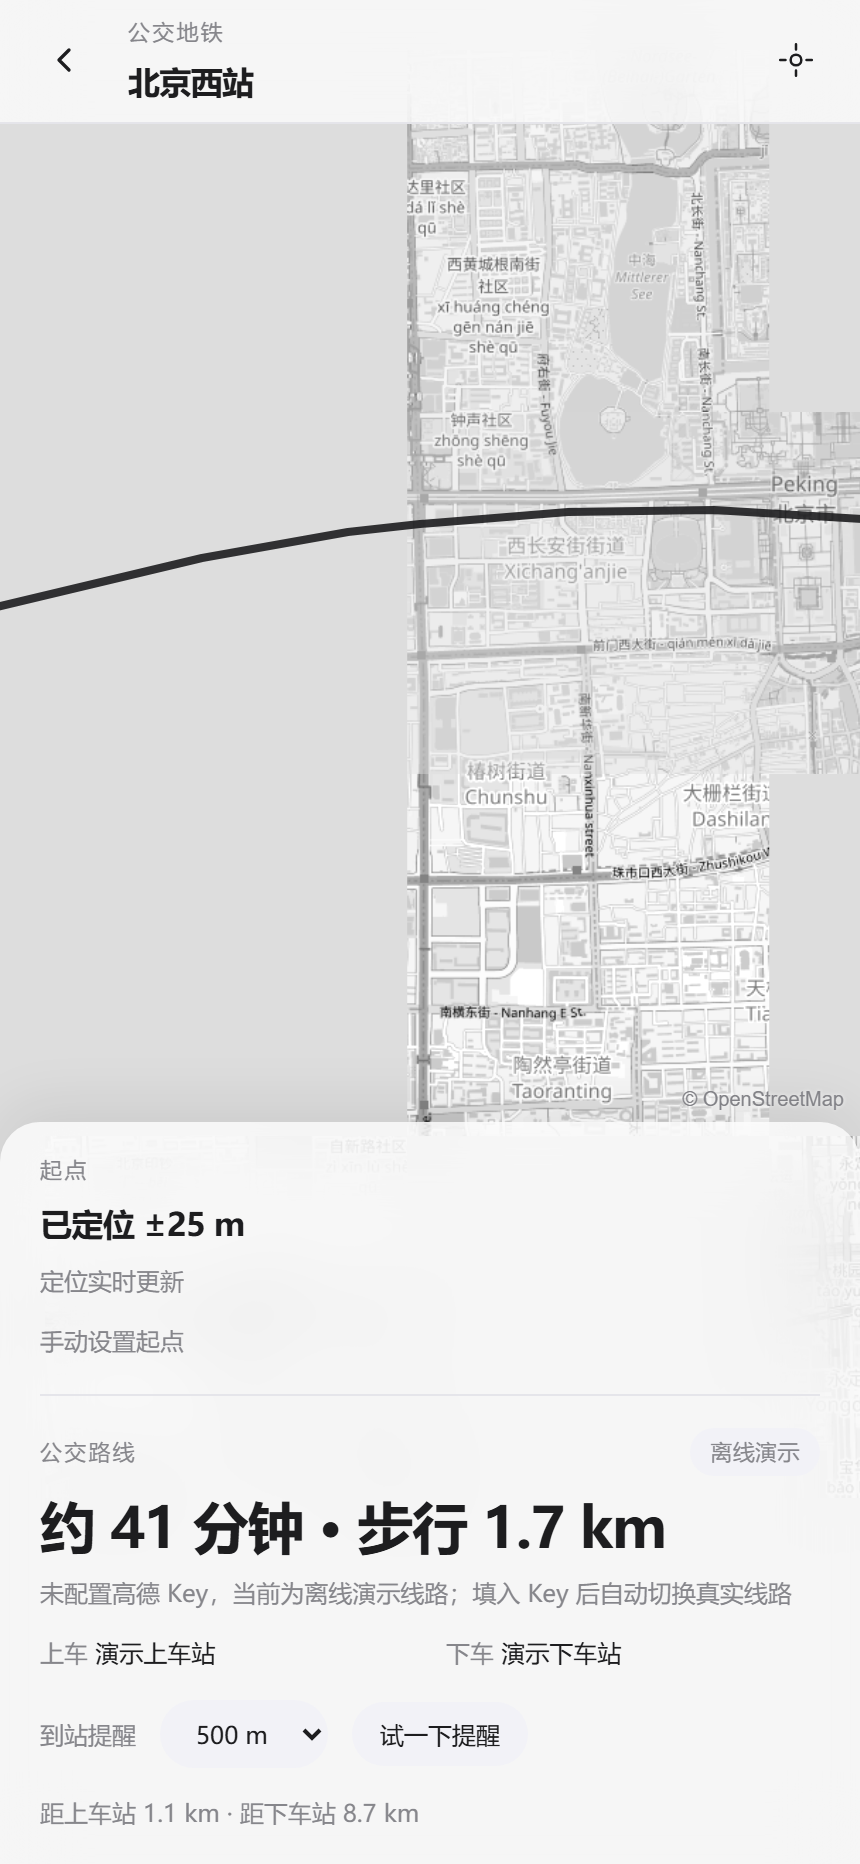 公交地铁
北京西站
达里社区
dá lǐ shè
qū
西黄城根南街
社区
xī huáng chéng
gēn nán jiē
shè qū
中海
Mittlerer
See
北长街 - Nanchang St.
南长街 - Nanchang St.
府右街 - Fuyou jie
钟声社区
zhōng shēng
shè qū
Peking
北京市
西长安街街道
Xichang'anjie
前门西大街 - qián mén xī dà jiē
南新华街 - Nanxinhua street
椿树街道
Chunshu
大栅栏街道
Dashilan
珠市口西大街 - Zhushikou W
天
Tia
南横东街 - Nanhang E St.
陶然亭街道
Taoranting
© OpenStreetMap
自新路社区
起点
已定位 ±25 m
定位实时更新
手动设置起点
公交路线
离线演示
约 41 分钟 • 步行 1.7 km
未配置高德 Key，当前为离线演示线路；填入 Key 后自动切换真实线路
上车 演示上车站
下车 演示下车站
到站提醒
500 m
试一下提醒
距上车站 1.1 km · 距下车站 8.7 km